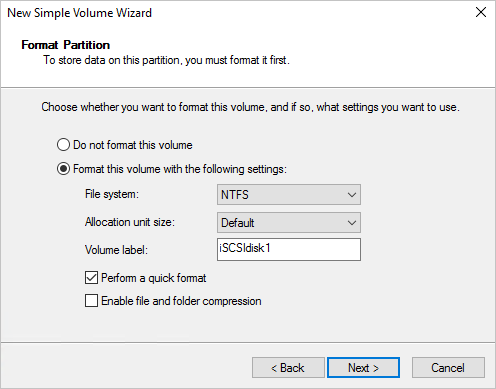 New Simple Volume Wizard
Format Partition
To store data on this partition, you must format it first.
Choose whether you want to format this volume, and if so, what settings you want to use.
Do not format this volume
Format this volume with the following settings:
File system: NTFS
Allocation unit size: Default
Volume label: iSCSIdisk1
Perform a quick format
Enable file and folder compression
< Back Next > Cancel